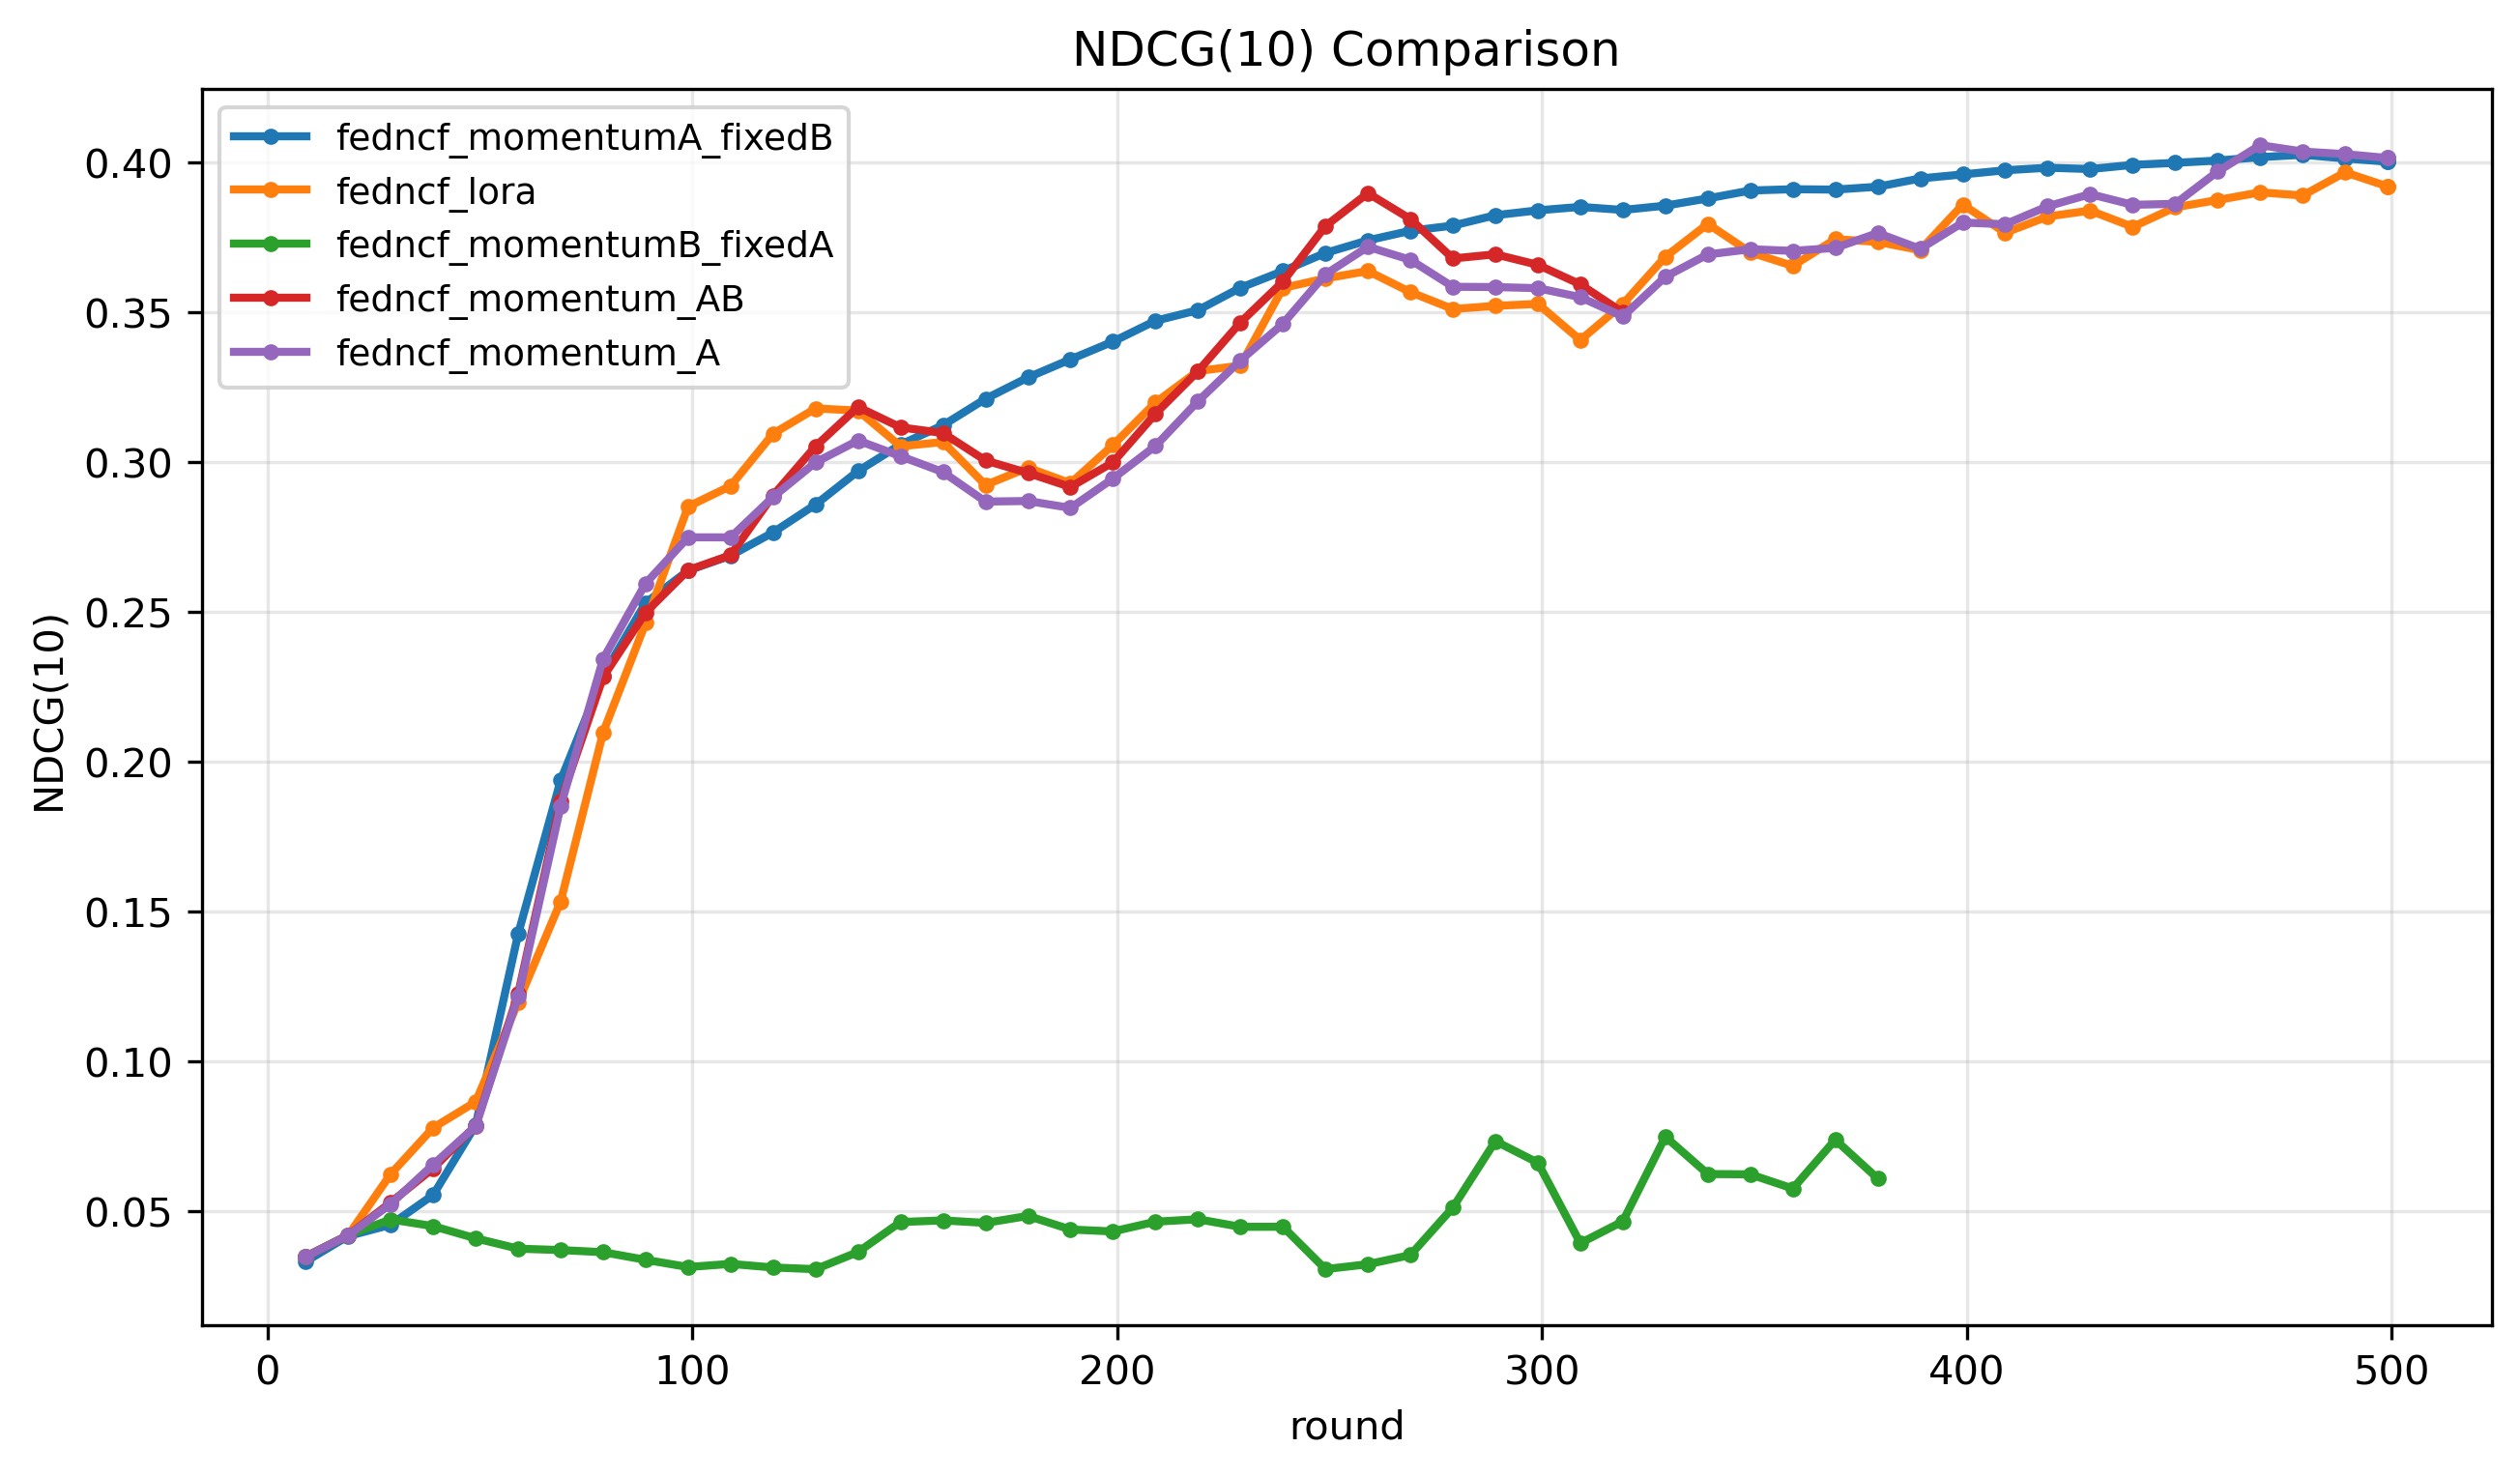 NDCG(10) Comparison
fedncf_momentumA_fixedB
fedncf_lora
fedncf_momentumB_fixedA
fedncf_momentum_AB
fedncf_momentum_A
0.40
0.35
0.30
0.25
0.20
0.15
0.10
0.05
NDCG(10)
0 100 200 300 400 500
round